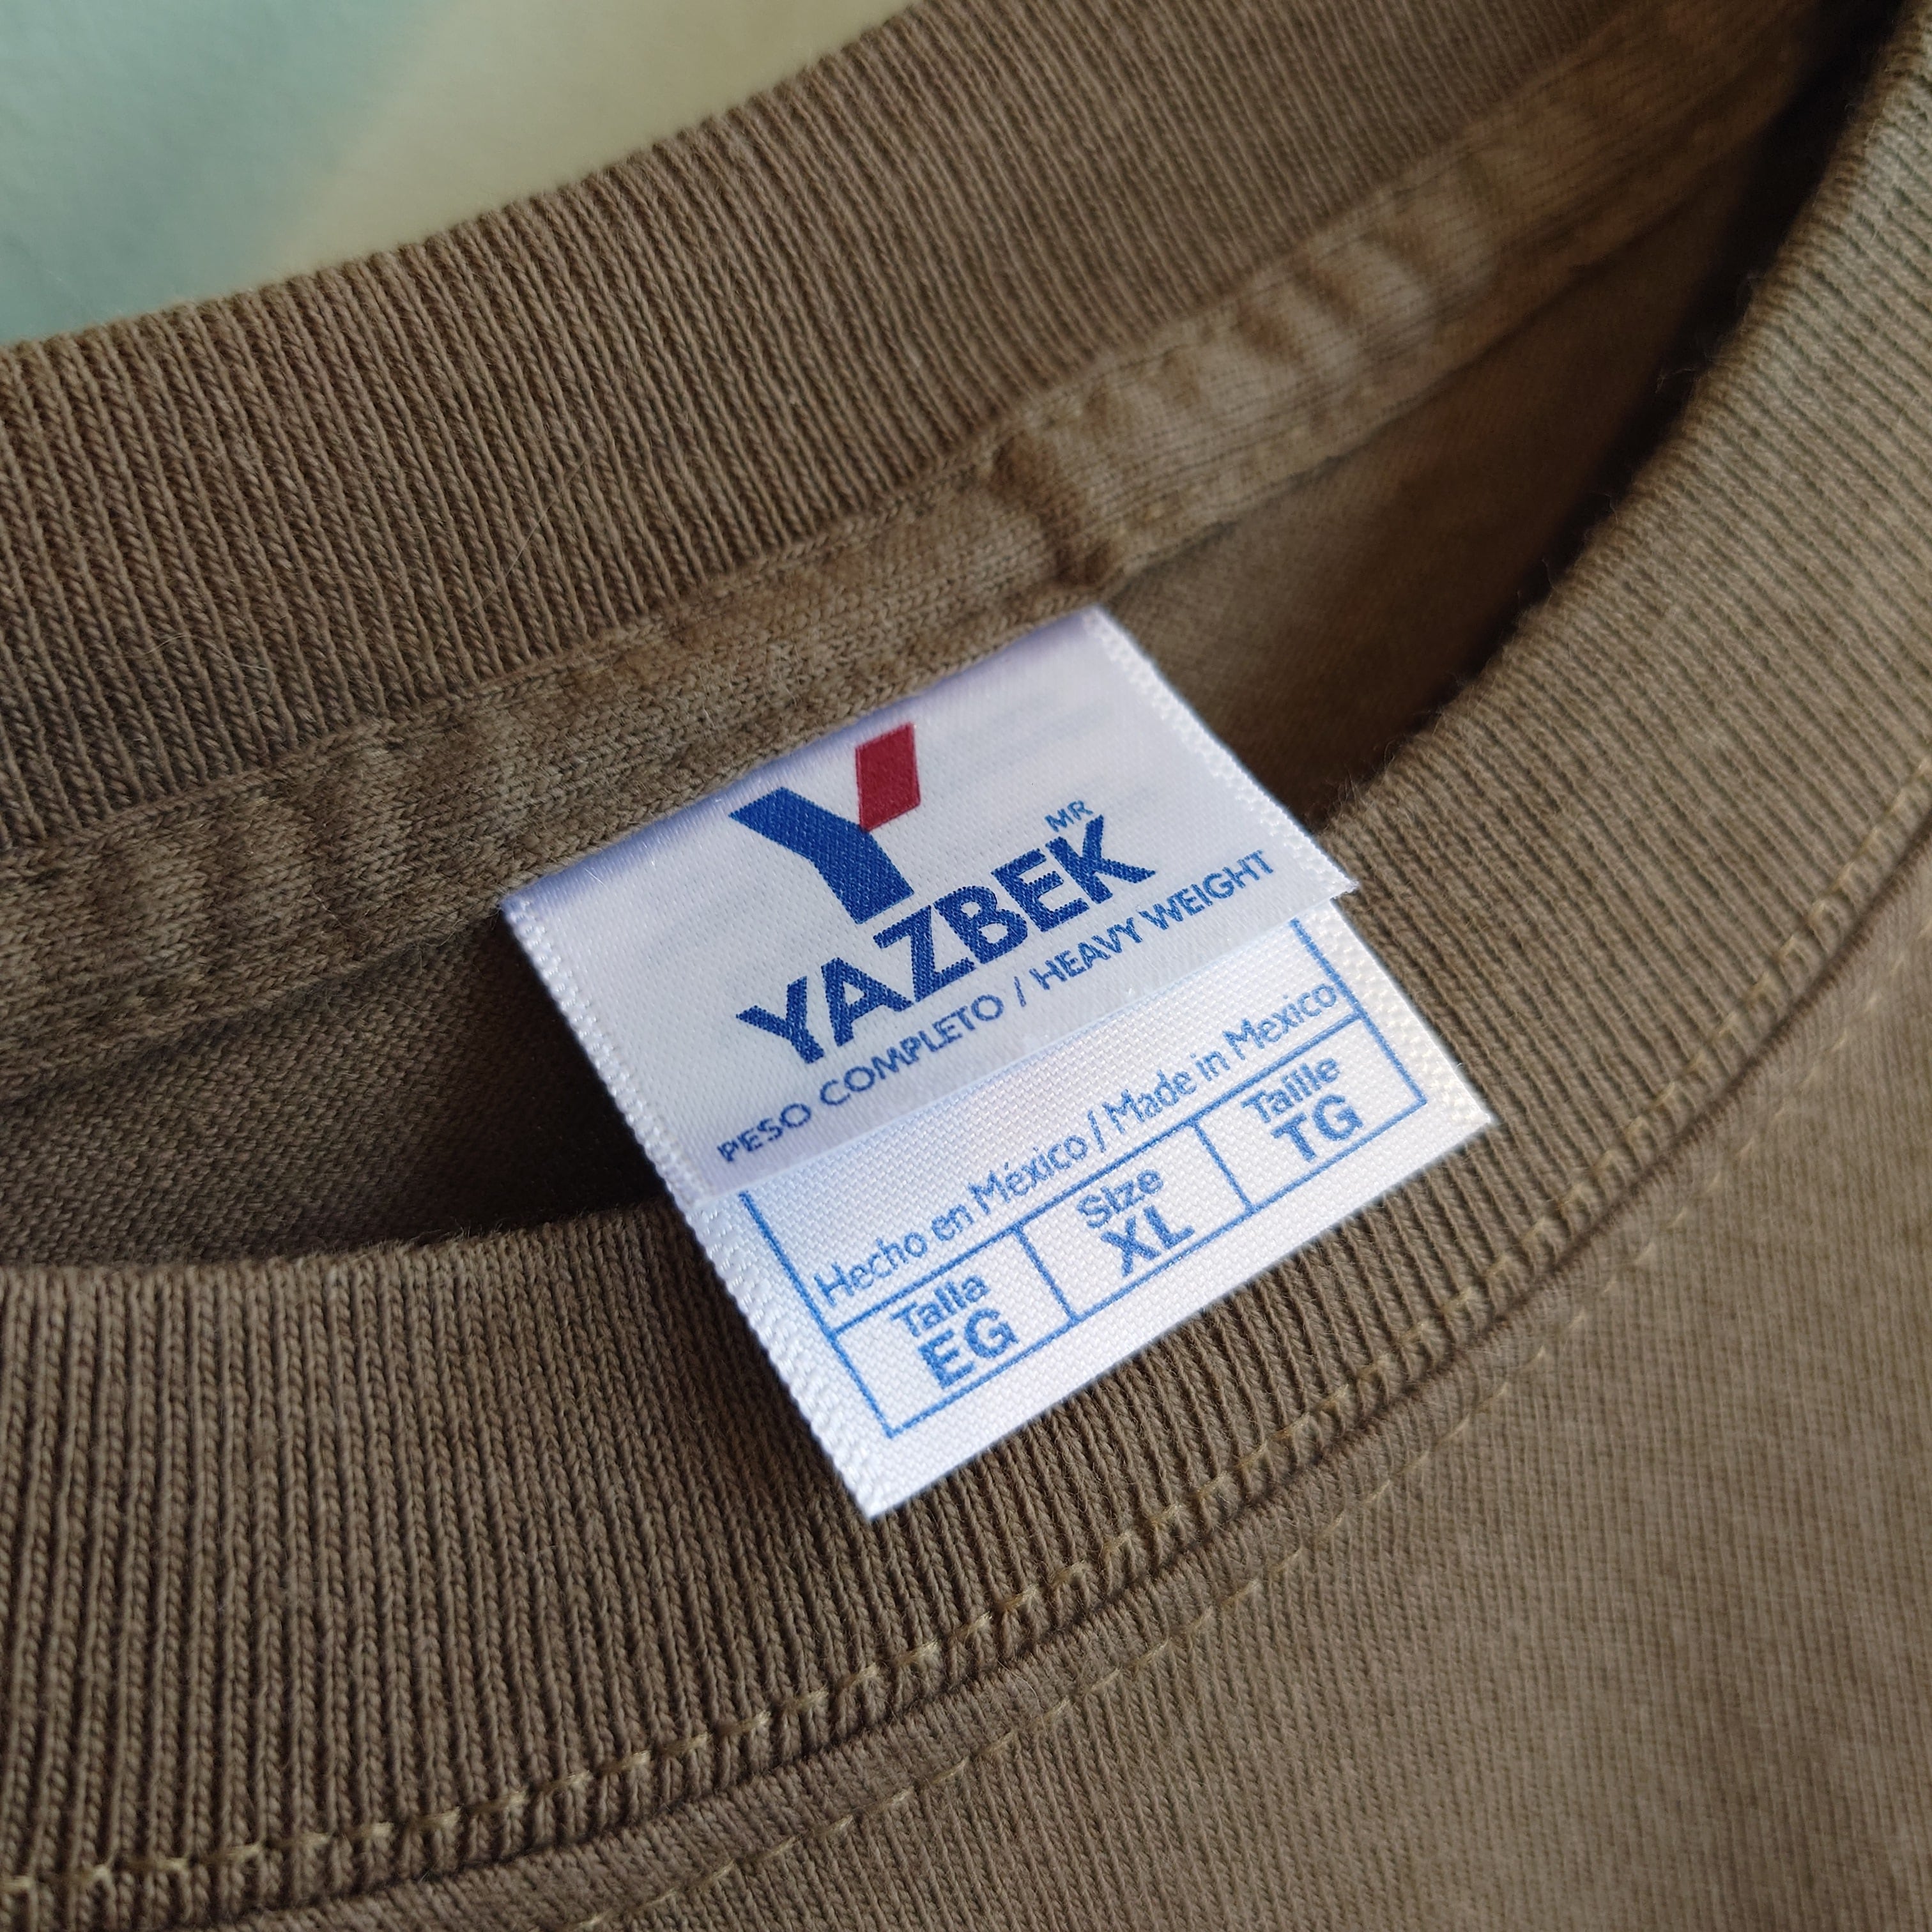 Y
YAZBEK MR
PESO COMPLETO / HEAVY WEIGHT
Hecho en México / Made in Mexico
Talla Size Taille
EG XL TG